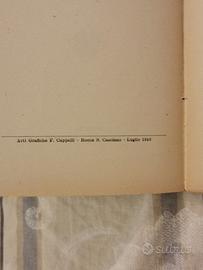 Arti Grafiche F. Cappelli - Rocca S. Casciano - Luglio
subito